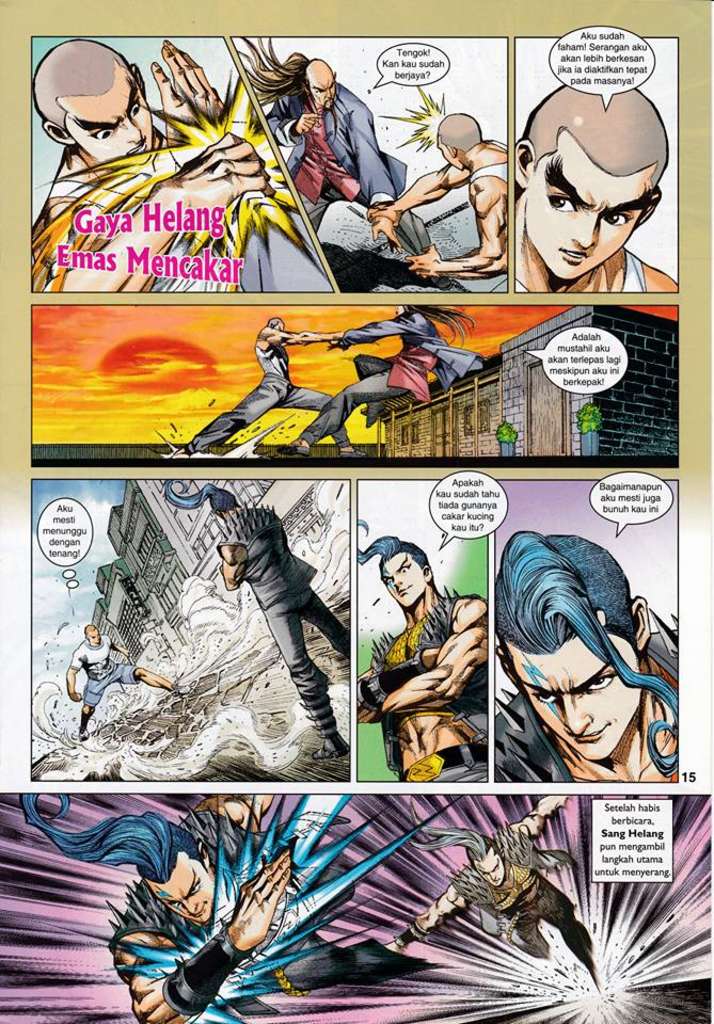 Gaya Helang
Emas Mencakar
Tengok!
Kan kau sudah
berjaya?
Aku sudah
faham! Serangan aku
akan lebih berkesan
jika ia diaktifkan tepat
pada masanya!
Adalah
mustahil aku
akan terlepas lagi
meskipun aku ini
berkepak!
Aku
mesti
menunggu
dengan
tenang!
Apakah
kau sudah tahu
tiada gunanya
cakar kucing
kau itu?
Bagaimanapun
aku mesti juga
bunuh kau ini
15
Setelah habis
berbicara,
Sang Helang
pun mengambil
langkah utama
untuk menyerang.